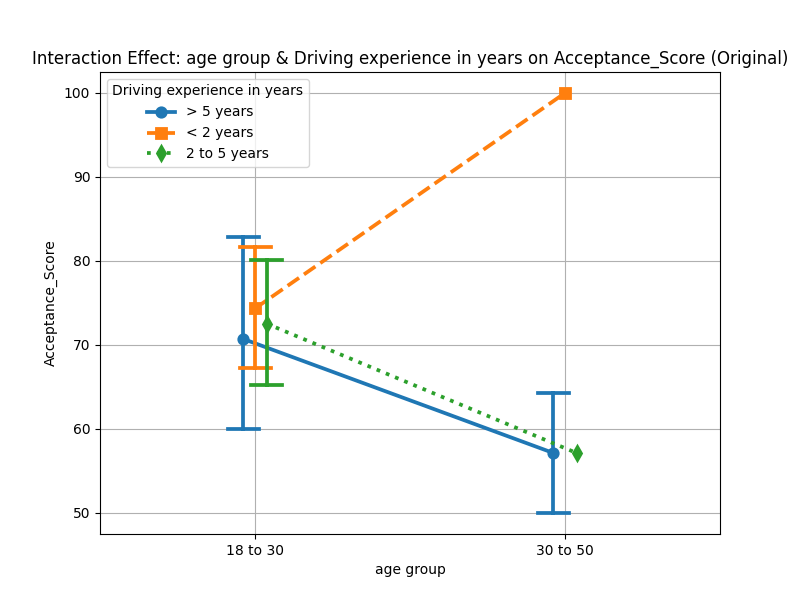 Interaction Effect: age group & Driving experience in years on Acceptance_Score (Original)
Driving experience in years
> 5 years
< 2 years
2 to 5 years
100
90
80
70
60
50
Acceptance_Score
18 to 30
30 to 50
age group